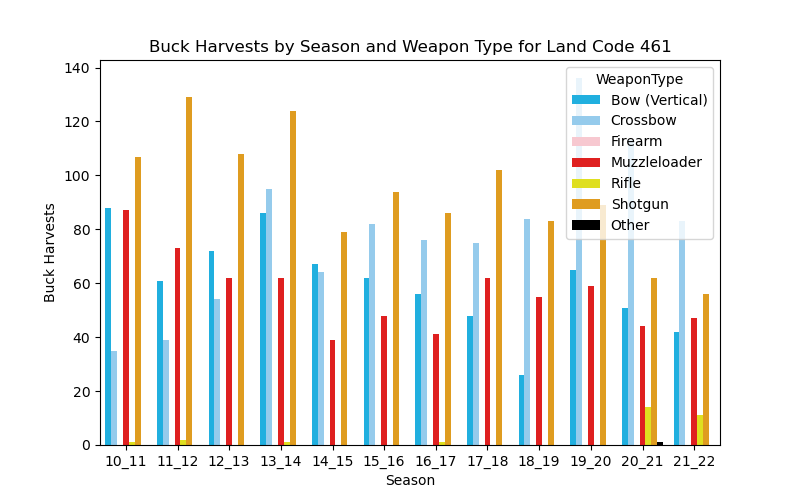 Buck Harvests by Season and Weapon Type for Land Code 461
140
120
100
80
60
40
20
0
Buck Harvests
WeaponType
Bow (Vertical)
Crossbow
Firearm
Muzzleloader
Rifle
Shotgun
Other
10_11 11_12 12_13 13_14 14_15 15_16 16_17 17_18 18_19 19_20 20_21 21_22
Season